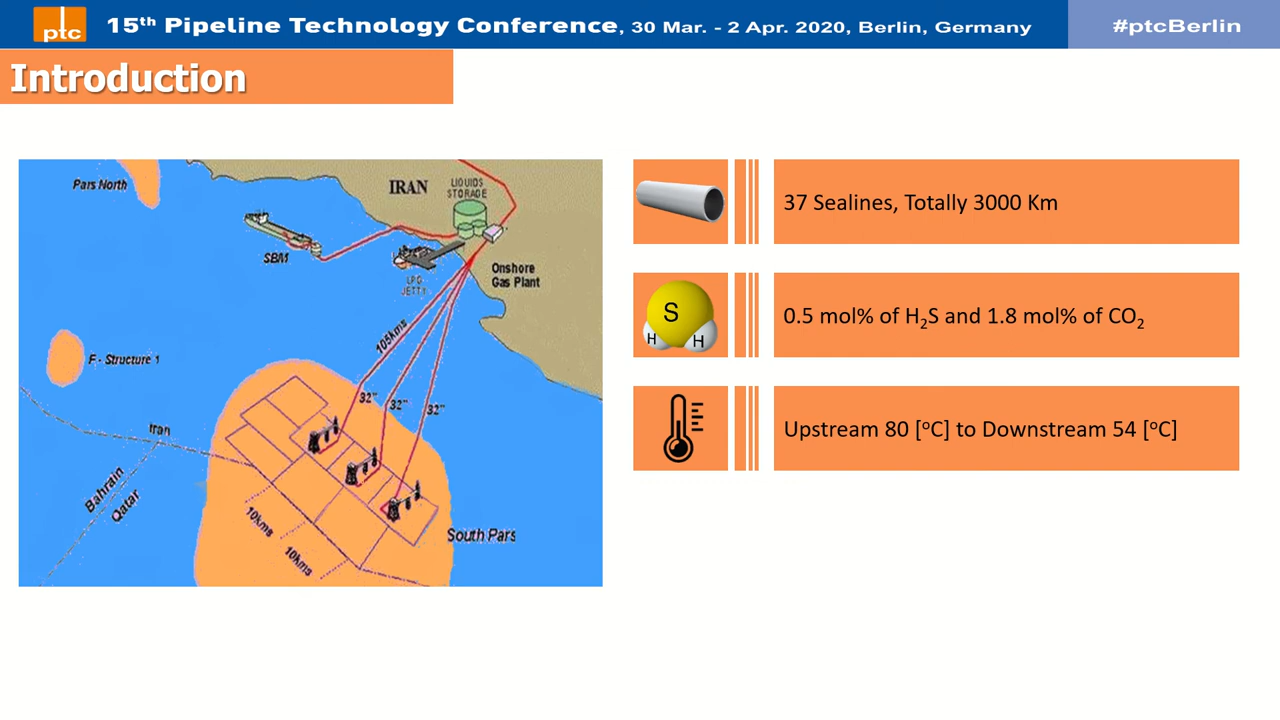 ptc
15th Pipeline Technology Conference, 30 Mar. - 2 Apr. 2020, Berlin, Germany
#ptcBerlin
Introduction
Pars North
IRAN
LIQUIDS
STORAGE
SBM
LPG
JETTY
Onshore
Gas Plant
105kms
F - Structure 1
32"
32"
32"
Iran
Bahrain
Qatar
10kms
10kms
South Pars
37 Sealines, Totally 3000 Km
S
H
H
0.5 mol% of H₂S and 1.8 mol% of CO₂
Upstream 80 [ºC] to Downstream 54 [ºC]